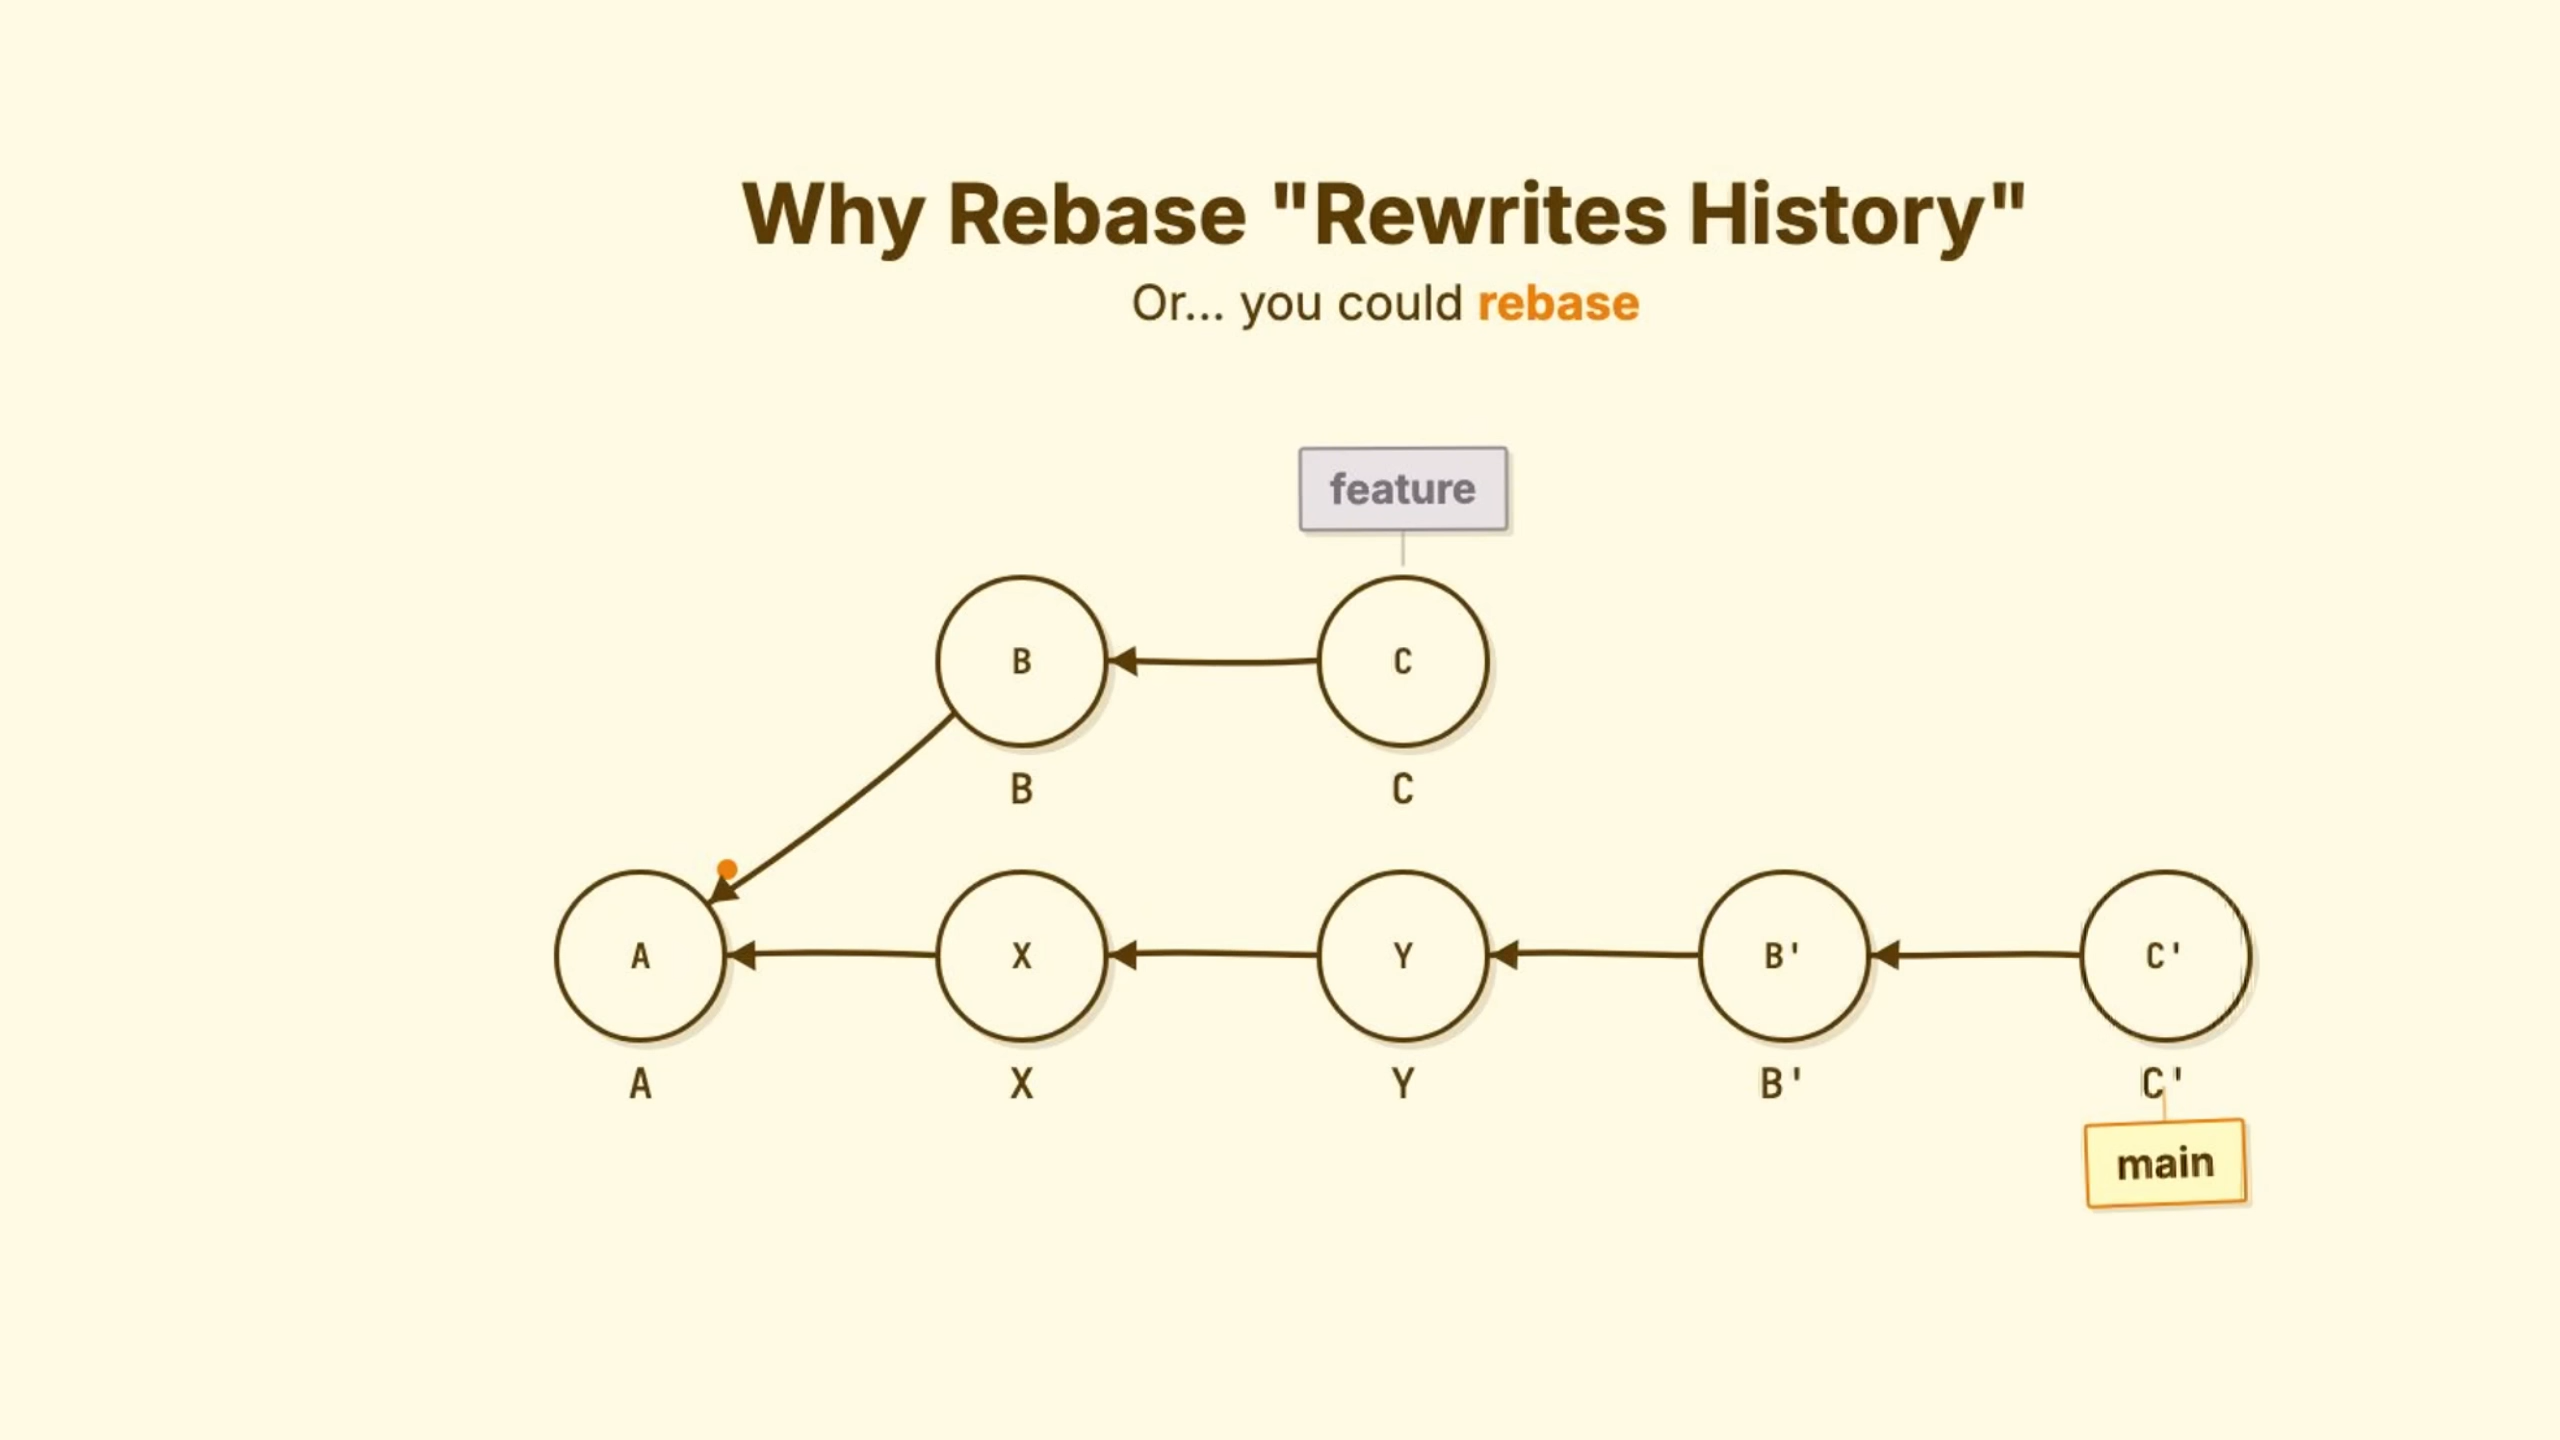 Why Rebase "Rewrites History"
Or... you could rebase
feature
B C
B C
A X Y B' C'
A X Y B' C'
main